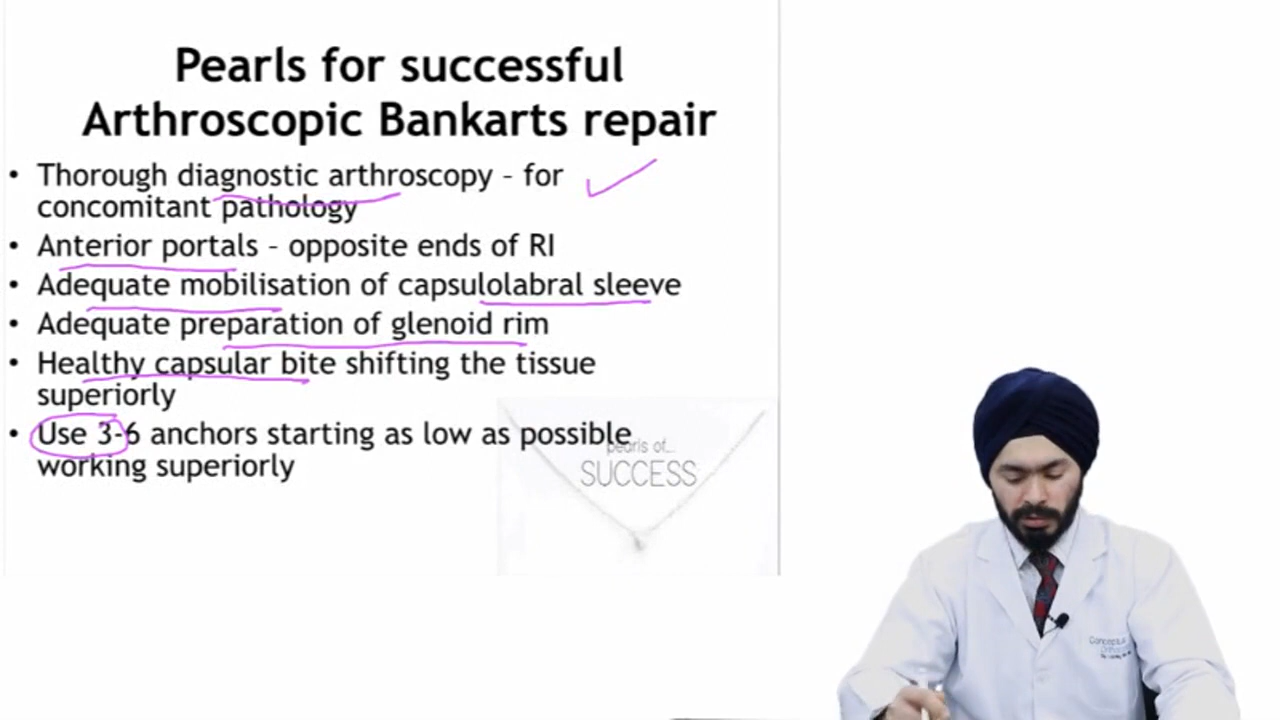 Pearls for successful
Arthroscopic Bankarts repair
• Thorough diagnostic arthroscopy - for
concomitant pathology
• Anterior portals - opposite ends of RI
• Adequate mobilisation of capsulolabral sleeve
• Adequate preparation of glenoid rim
• Healthy capsular bite shifting the tissue
superiorly
• Use 3-6 anchors starting as low as possible
working superiorly
pearls of...
SUCCESS